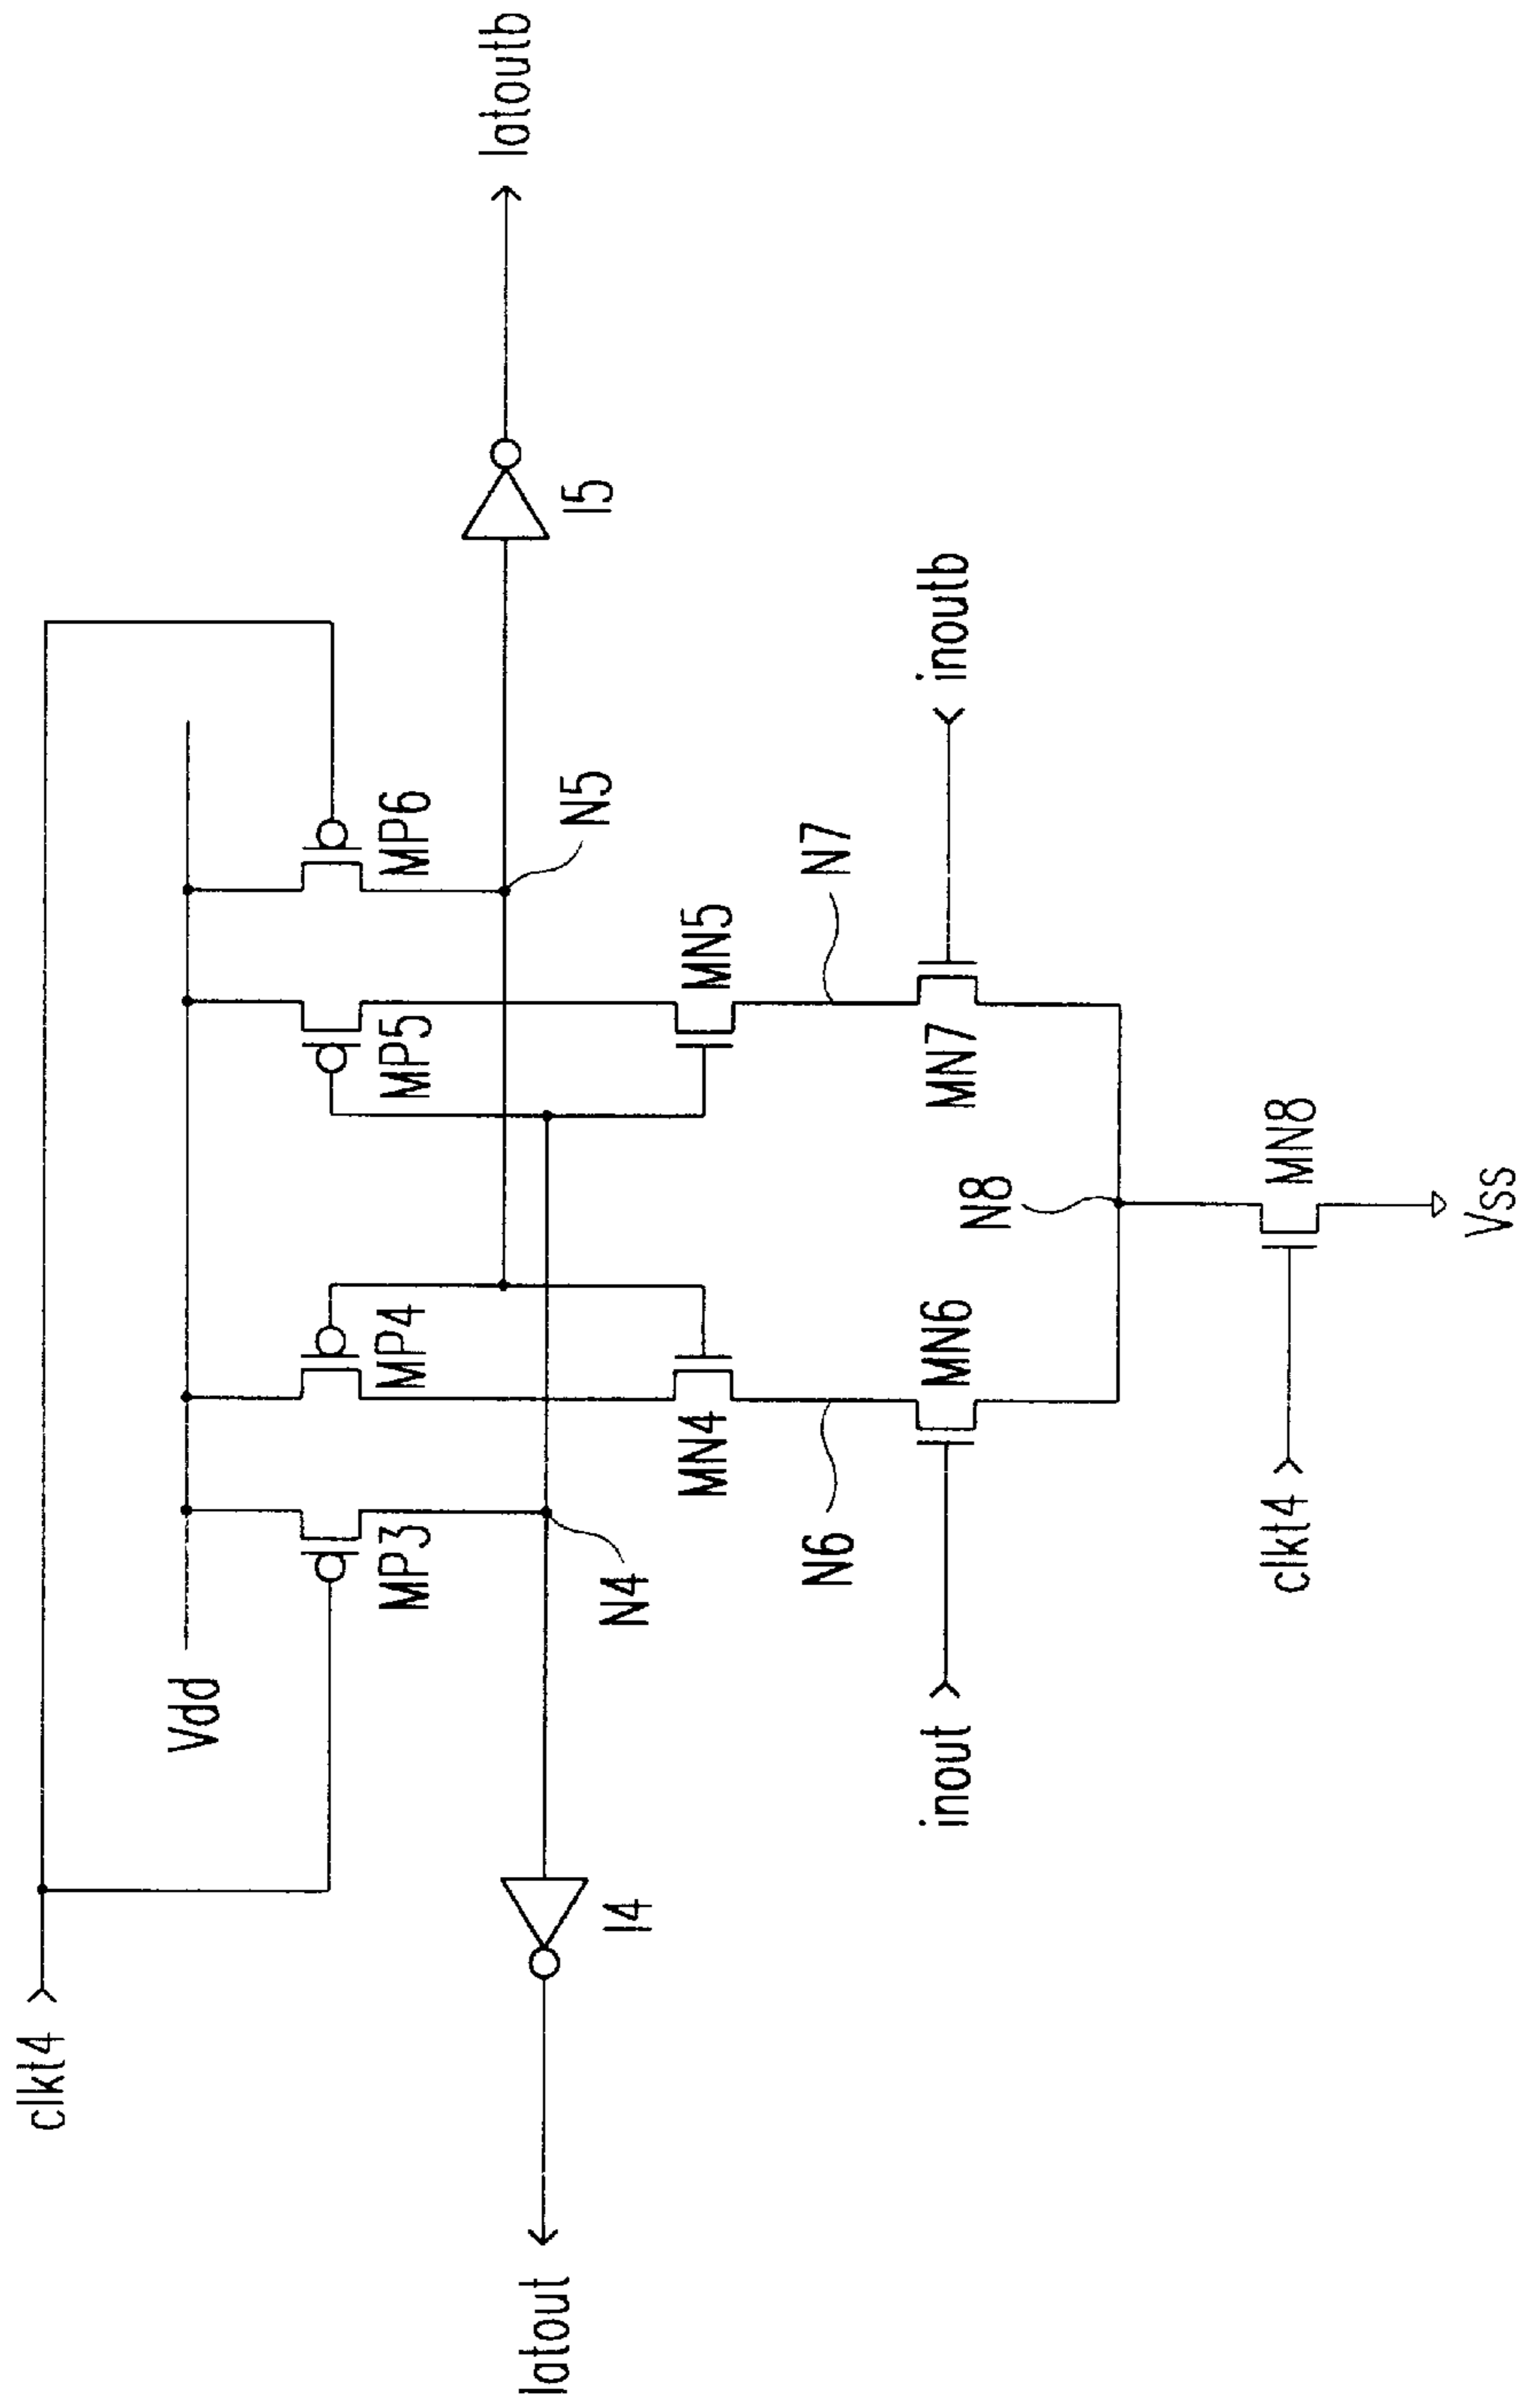 clkt4
Vdd
MP3
MP4
MP5
MP6
N4
N5
I4
I5
latout
latoutb
MN4
MN5
N6
N7
inout
MN6
MN7
inoutb
N8
clkt4
MN8
Vss